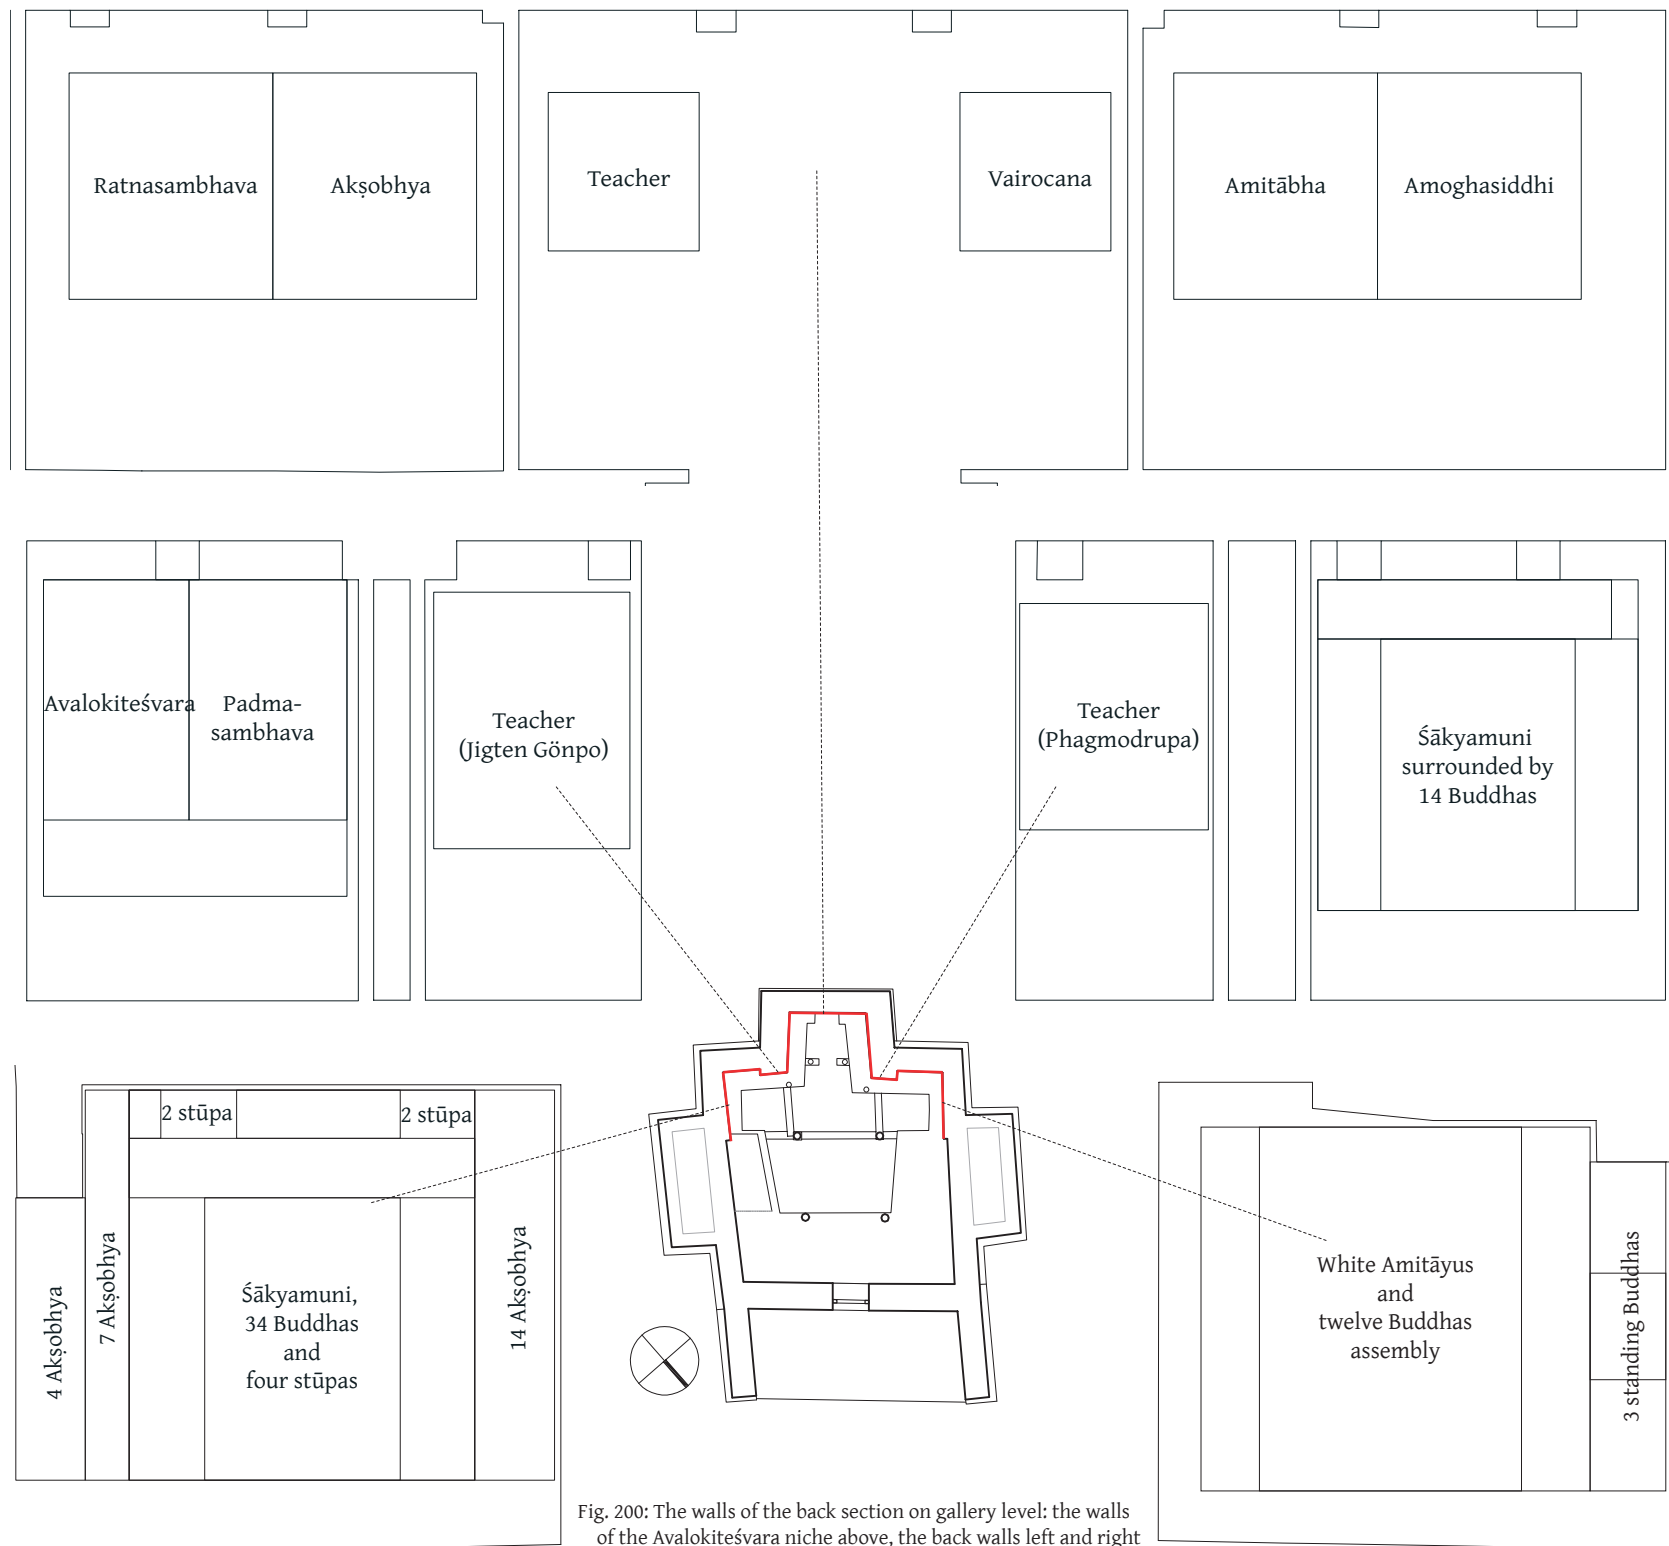 Ratnasambhava
Akṣobhya
Teacher
Vairocana
Amitābha
Amoghasiddhi
Avalokiteśvara
Padma-
sambhava
Teacher
(Jigten Gönpo)
Teacher
(Phagmodrupa)
Śākyamuni
surrounded by
14 Buddhas
4 Akṣobhya
7 Akṣobhya
2 stūpa
2 stūpa
Śākyamuni,
34 Buddhas
and
four stūpas
14 Akṣobhya
White Amitāyus
and
twelve Buddhas
assembly
3 standing Buddhas
Fig. 200: The walls of the back section on gallery level: the walls
of the Avalokiteśvara niche above, the back walls left and right